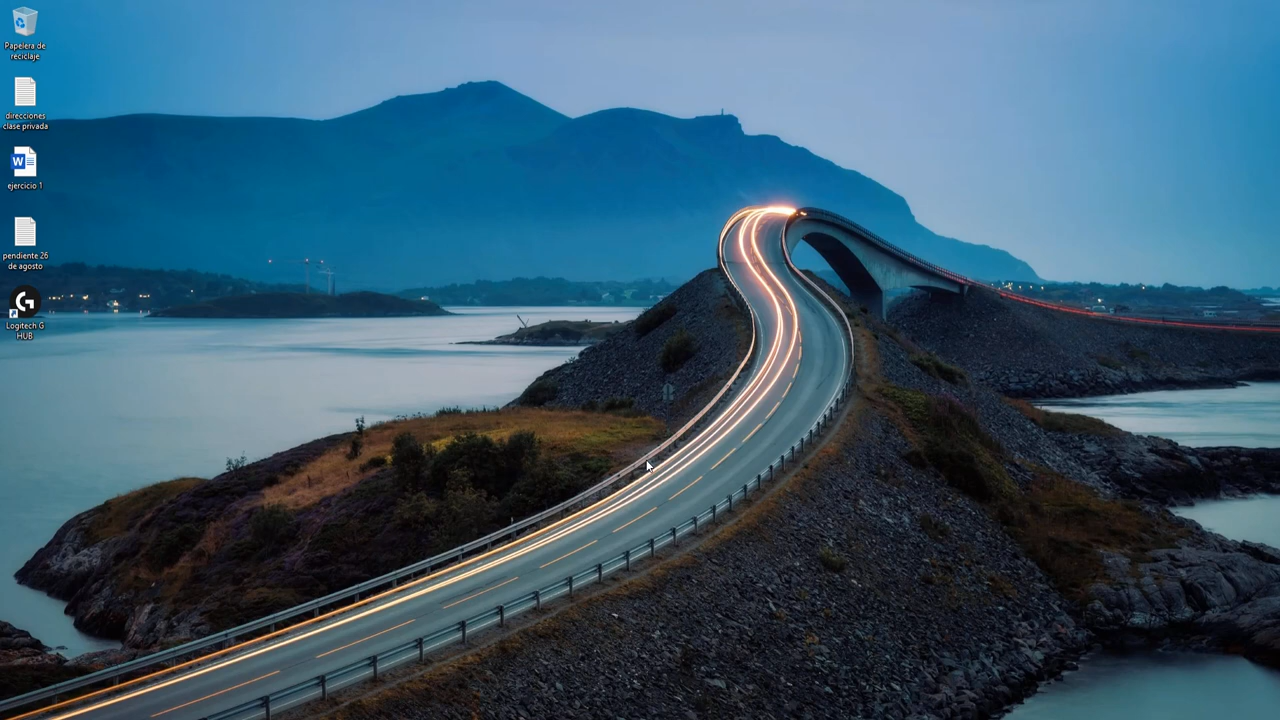 Papelera de
reciclaje
direcciones
clase privada
ejercicio 1
pendiente 26
de agosto
Logitech G
HUB